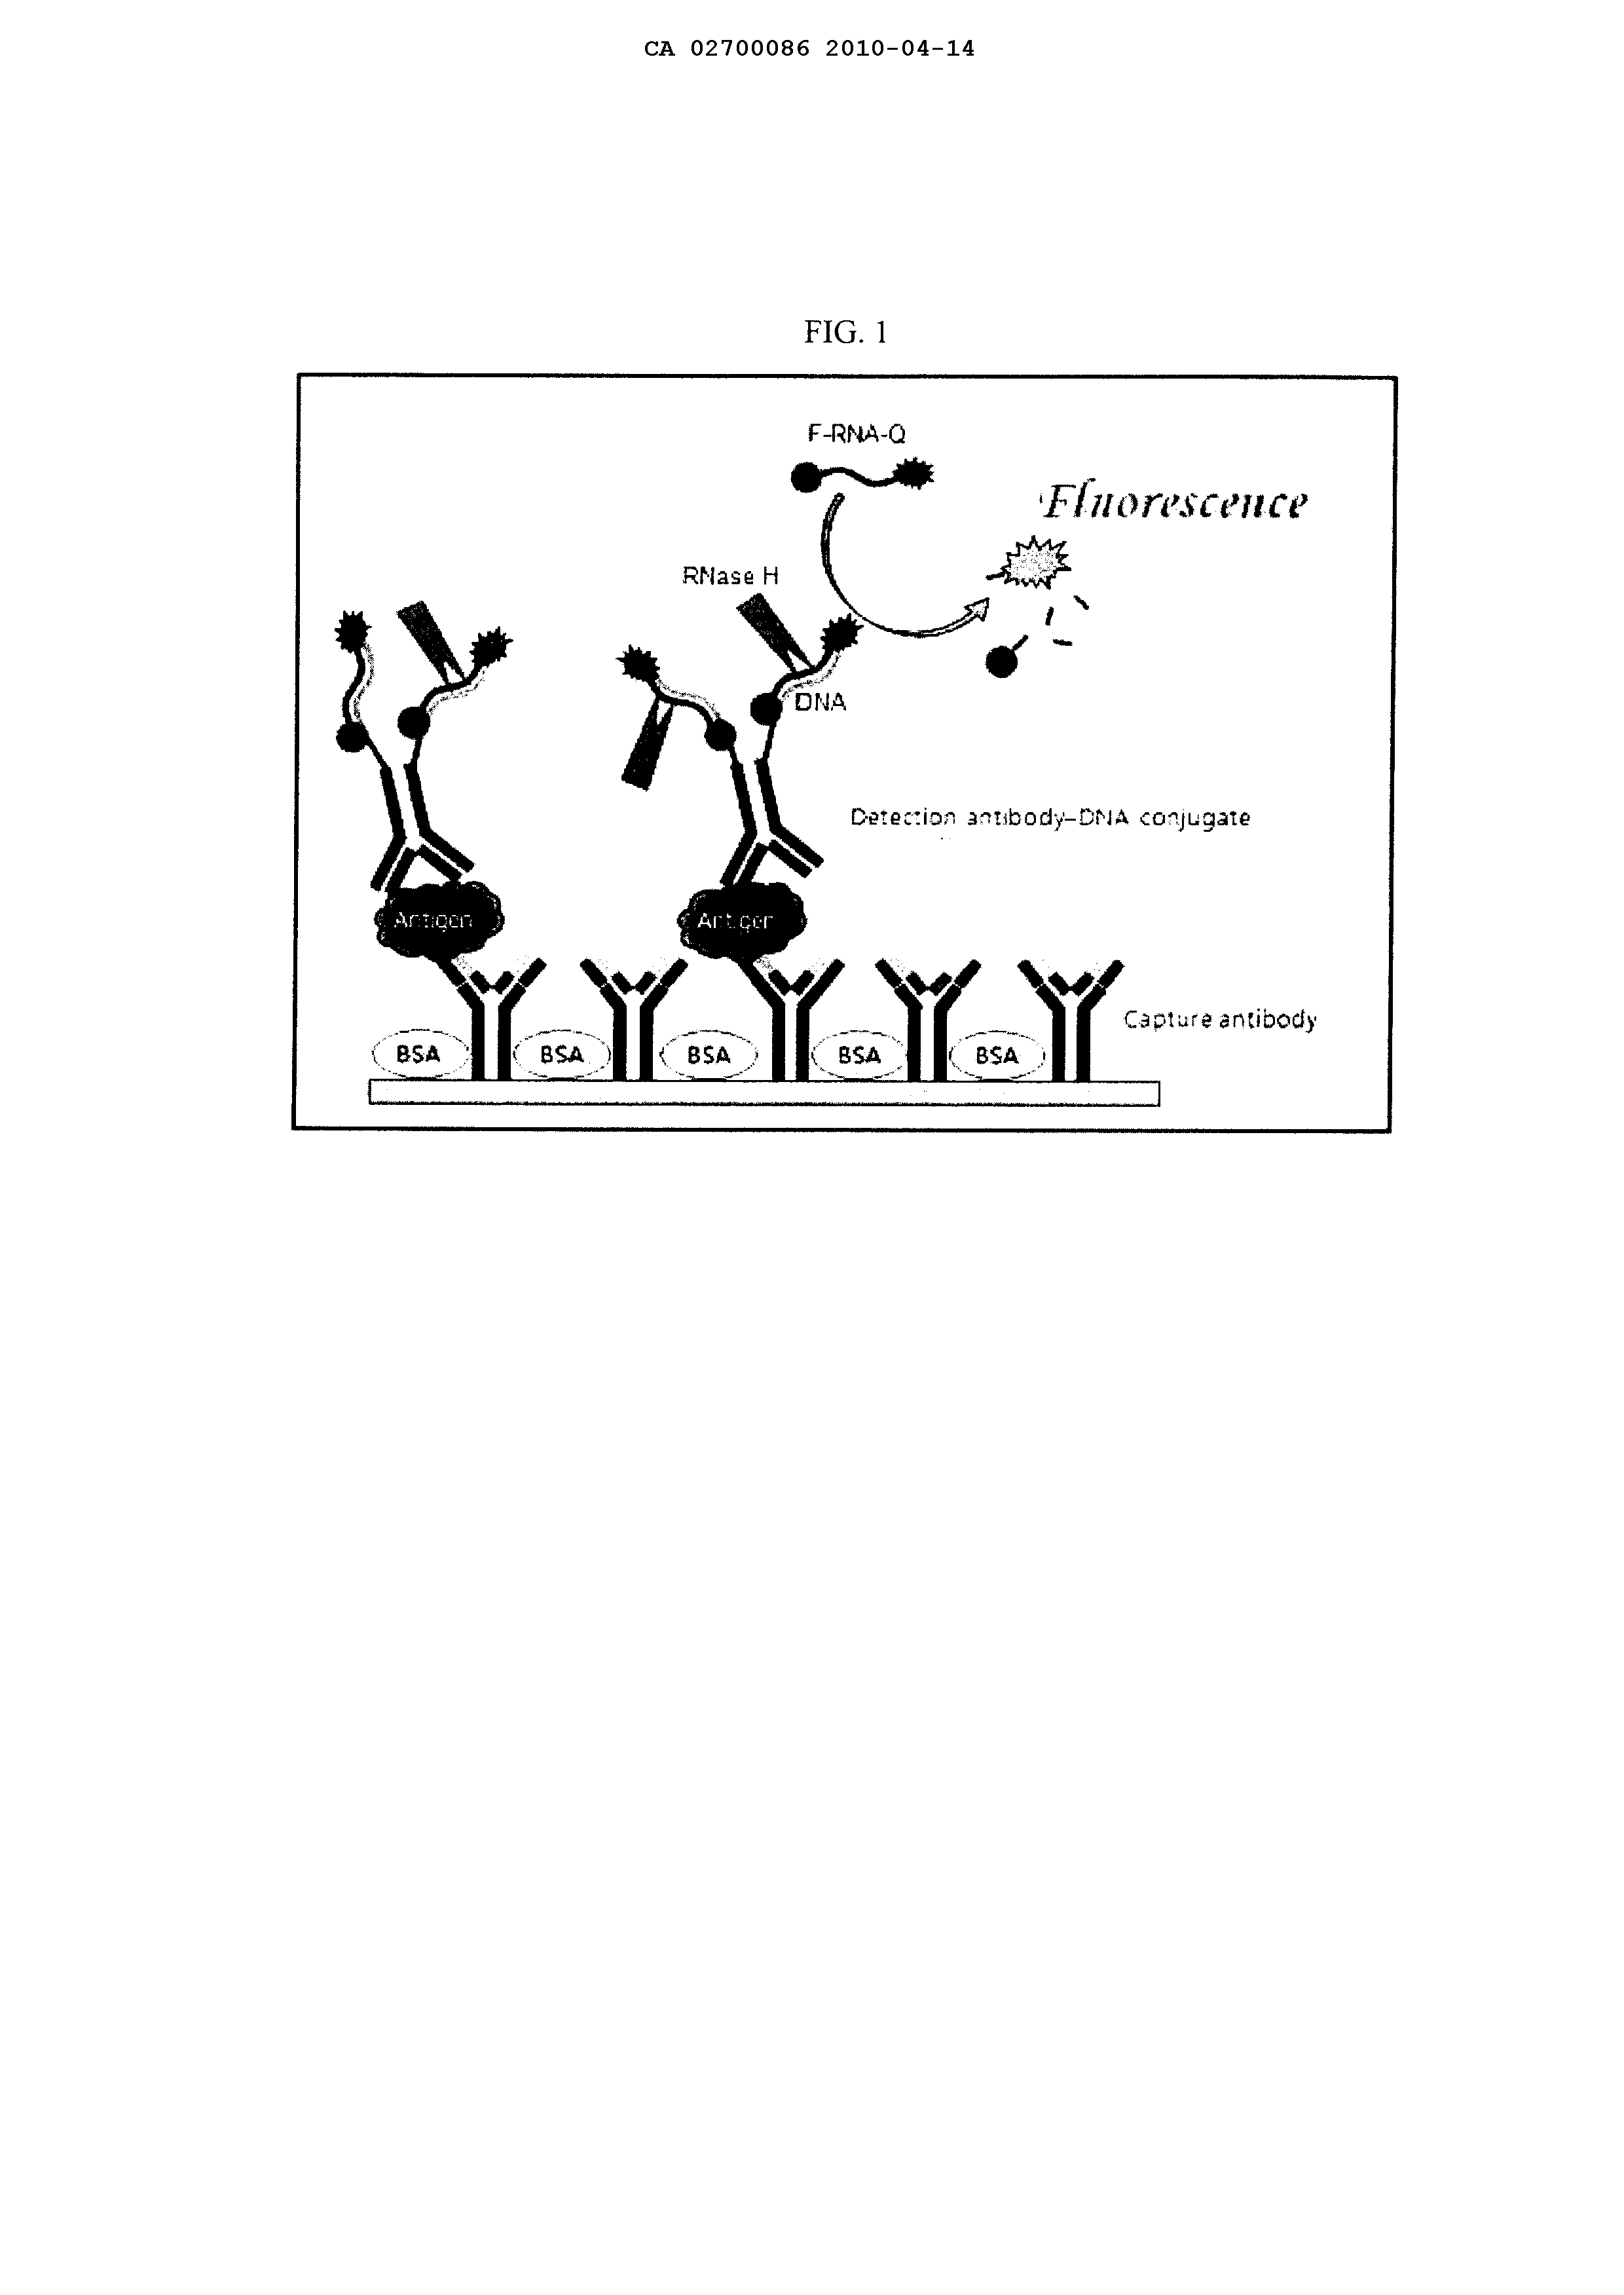 CA 02700086 2010-04-14
FIG. 1
F-RNA-Q
Fluorescence
RNase H
DNA
Detection antibody-DNA conjugate
Antigen
Antigen
Capture antibody
BSA
BSA
BSA
BSA
BSA